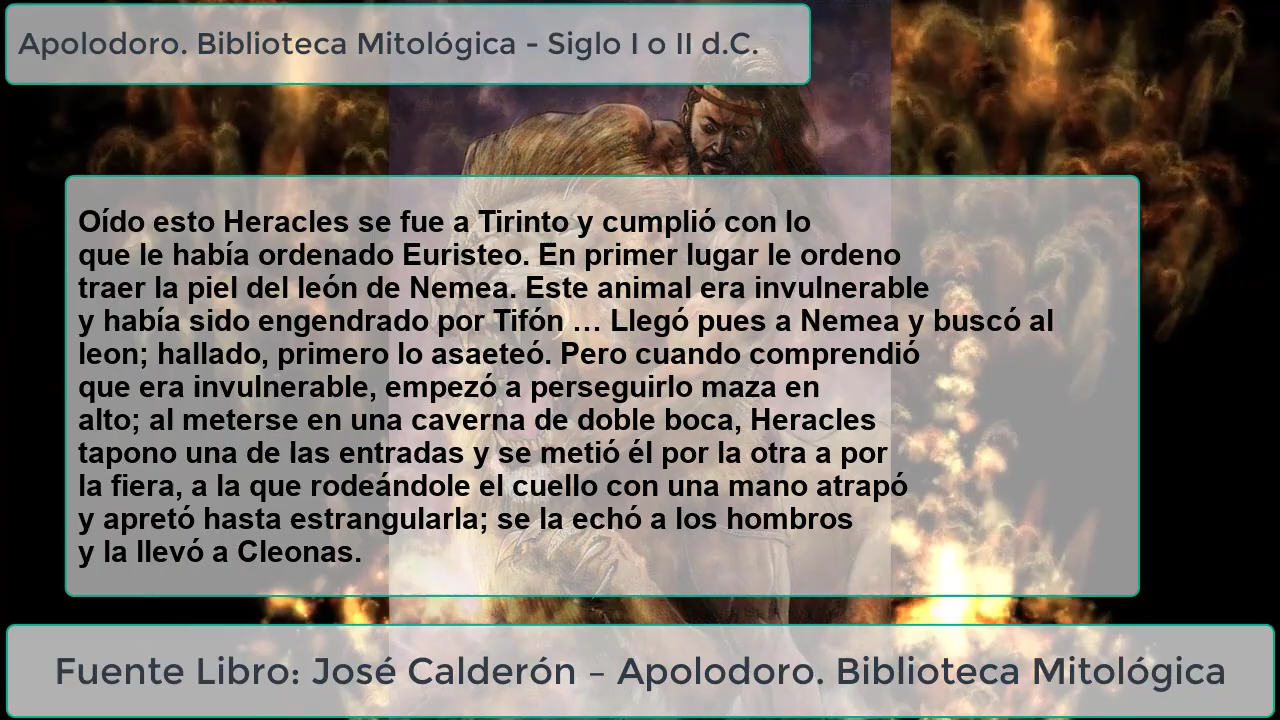 Apolodoro. Biblioteca Mitológica - Siglo I o II d.C.
Oído esto Heracles se fue a Tirinto y cumplió con lo
que le había ordenado Euristeo. En primer lugar le ordeno
traer la piel del león de Nemea. Este animal era invulnerable
y había sido engendrado por Tifón … Llegó pues a Nemea y buscó al
leon; hallado, primero lo asaeteó. Pero cuando comprendió
que era invulnerable, empezó a perseguirlo maza en
alto; al meterse en una caverna de doble boca, Heracles
tapono una de las entradas y se metió él por la otra a por
la fiera, a la que rodeándole el cuello con una mano atrapó
y apretó hasta estrangularla; se la echó a los hombros
y la llevó a Cleonas.
Fuente Libro: José Calderón – Apolodoro. Biblioteca Mitológica